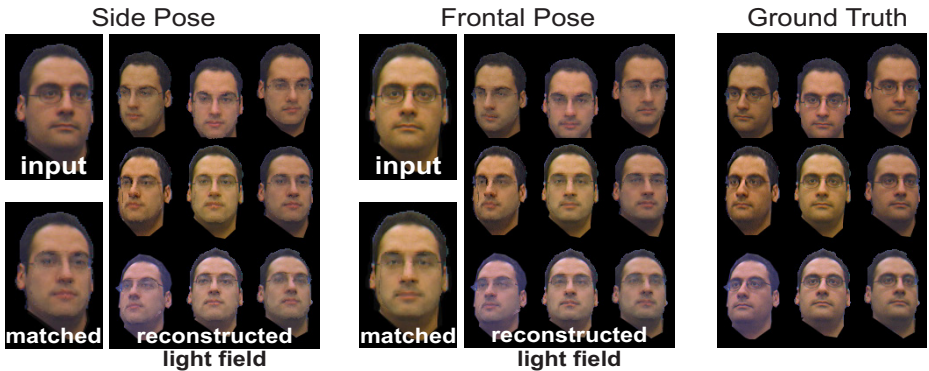 Side Pose
Frontal Pose
Ground Truth
input
input
matched
reconstructed
light field
matched
reconstructed
light field